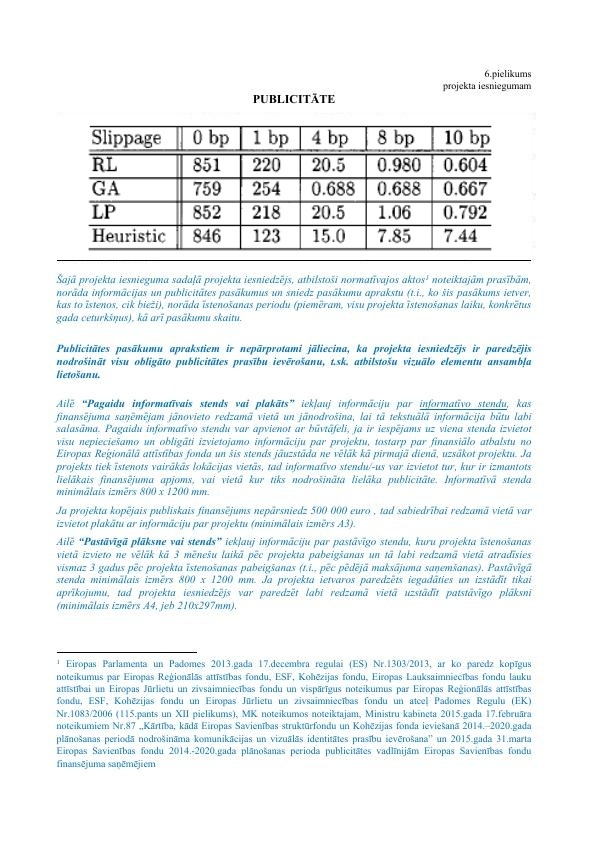 6.pielikums
projekta iesniegumam
PUBLICITĀTE
Slippage 0 bp 1 bp 4 bp 8 bp 10 bp
RL 851 220 20.5 0.980 0.604
GA 759 254 0.688 0.688 0.667
LP 852 218 20.5 1.06 0.792
Heuristic 846 123 15.0 7.85 7.44
Šajā projekta iesnieguma sadaļā projekta iesniedzējs, atbilstoši normatīvajos aktos¹ noteiktajām prasībām,
norāda informācijas un publicitātes pasākumus un sniedz pasākumu aprakstu (t.i., ko šis pasākums ietver,
kas to īstenos, cik bieži), norāda īstenošanas periodu (piemēram, visu projekta īstenošanas laiku, konkrētus
gada ceturkšņus), kā arī pasākumu skaitu.
Publicitātes pasākumu aprakstiem ir nepārprotami jāliecina, ka projekta iesniedzējs ir paredzējis
nodrošināt visu obligāto publicitātes prasību ievērošanu, t.sk. atbilstošu vizuālo elementu ansambļa
lietošanu.
Ailē “Pagaidu informatīvais stends vai plakāts” iekļauj informāciju par informatīvo stendu, kas
finansējuma saņēmējam jānovieto redzamā vietā un jānodrošina, lai tā tekstuālā informācija būtu labi
salasāma. Pagaidu informatīvo stendu var apvienot ar būvtāfeli, ja ir iespējams uz viena stenda izvietot
visu nepieciešamo un obligāti izvietojamo informāciju par projektu, tostarp par finansiālo atbalstu no
Eiropas Reģionālā attīstības fonda un šis stends jāuzstāda ne vēlāk kā pirmajā dienā, uzsākot projektu. Ja
projekts tiek īstenots vairākās lokācijas vietās, tad informatīvo stendu/-us var izvietot tur, kur ir izmantots
lielākais finansējuma apjoms, vai vietā kur tiks nodrošināta lielāka publicitāte. Informatīvā stenda
minimālais izmērs 800 x 1200 mm.
Ja projekta kopējais publiskais finansējums nepārsniedz 500 000 euro , tad sabiedrībai redzamā vietā var
izvietot plakātu ar informāciju par projektu (minimālais izmērs A3).
Ailē “Pastāvīgā plāksne vai stends” iekļauj informāciju par pastāvīgo stendu, kuru projekta īstenošanas
vietā izvieto ne vēlāk kā 3 mēnešu laikā pēc projekta pabeigšanas un tā labi redzamā vietā atradīsies
vismaz 3 gadus pēc projekta īstenošanas pabeigšanas (t.i., pēc pēdējā maksājuma saņemšanas). Pastāvīgā
stenda minimālais izmērs 800 x 1200 mm. Ja projekta ietvaros paredzēts iegadāties un izstādīt tikai
aprīkojumu, tad projekta iesniedzējs var paredzēt labi redzamā vietā uzstādīt patstāvīgo plāksni
(minimālais izmērs A4, jeb 210x297mm).
¹ Eiropas Parlamenta un Padomes 2013.gada 17.decembra regulai (ES) Nr.1303/2013, ar ko paredz kopīgus
noteikumus par Eiropas Reģionālās attīstības fondu, ESF, Kohēzijas fondu, Eiropas Lauksaimniecības fondu lauku
attīstībai un Eiropas Jūrlietu un zivsaimniecības fondu un vispārīgus noteikumus par Eiropas Reģionālās attīstības
fondu, ESF, Kohēzijas fondu un Eiropas Jūrlietu un zivsaimniecības fondu un atceļ Padomes Regulu (EK)
Nr.1083/2006 (115.pants un XII pielikums), MK noteikumos noteiktajam, Ministru kabineta 2015.gada 17.februāra
noteikumiem Nr.87 „Kārtība, kādā Eiropas Savienības struktūrfondu un Kohēzijas fonda ieviešanā 2014.–2020.gada
plānošanas periodā nodrošināma komunikācijas un vizuālās identitātes prasību ievērošana” un 2015.gada 31.marta
Eiropas Savienības fondu 2014.-2020.gada plānošanas perioda publicitātes vadlīnijām Eiropas Savienības fondu
finansējuma saņēmējiem